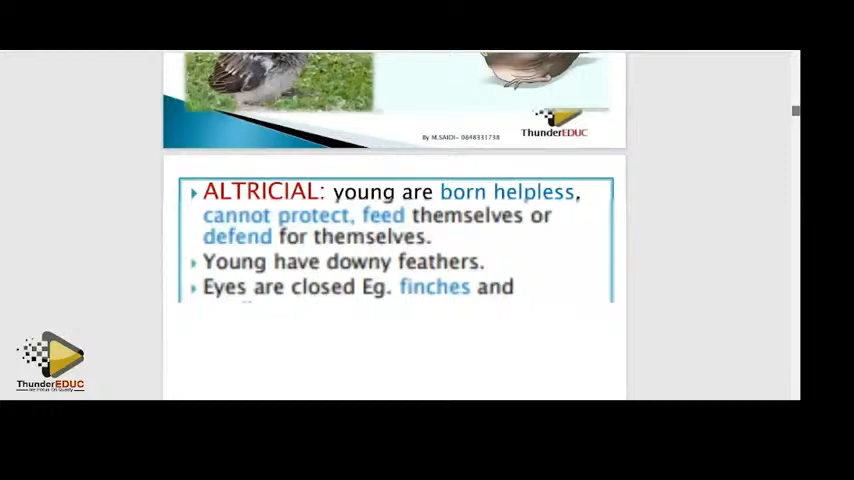 By M.SAIDI- 0648331738
ThunderEDUC
ALTRICIAL: young are born helpless,
cannot protect, feed themselves or
defend for themselves.
Young have downy feathers.
Eyes are closed Eg. finches and
ThunderEDUC